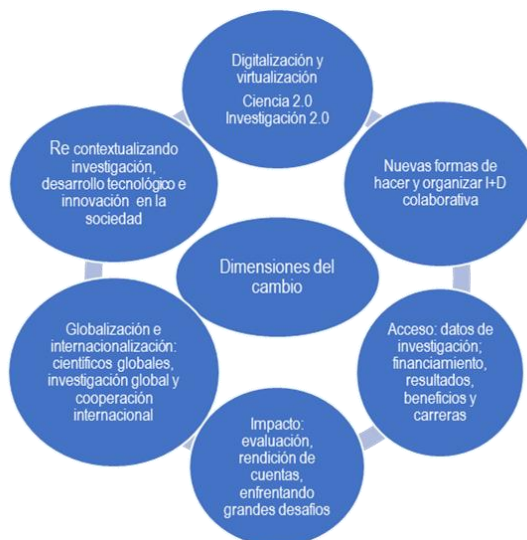 Digitalización y
virtualización
Ciencia 2.0
Investigación 2.0
Nuevas formas de
hacer y organizar I+D
colaborativa
Acceso: datos de
investigación;
financiamiento,
resultados,
beneficios y
carreras
Impacto:
evaluación,
rendición de
cuentas,
enfrentando
grandes desafíos
Globalización e
internacionalización:
científicos globales,
investigación global y
cooperación
internacional
Re contextualizando
investigación,
desarrollo tecnológico e
innovación en la
sociedad
Dimensiones del
cambio